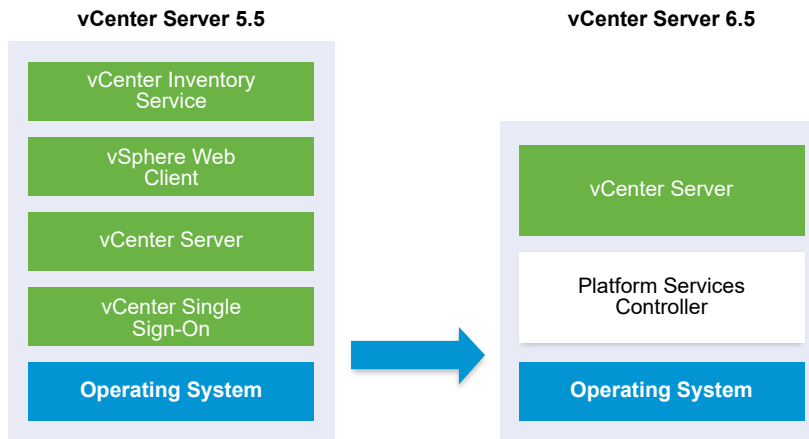 vCenter Server 5.5
vCenter Inventory
Service
vSphere Web
Client
vCenter Server
vCenter Single
Sign-On
Operating System
vCenter Server 6.5
vCenter Server
Platform Services
Controller
Operating System